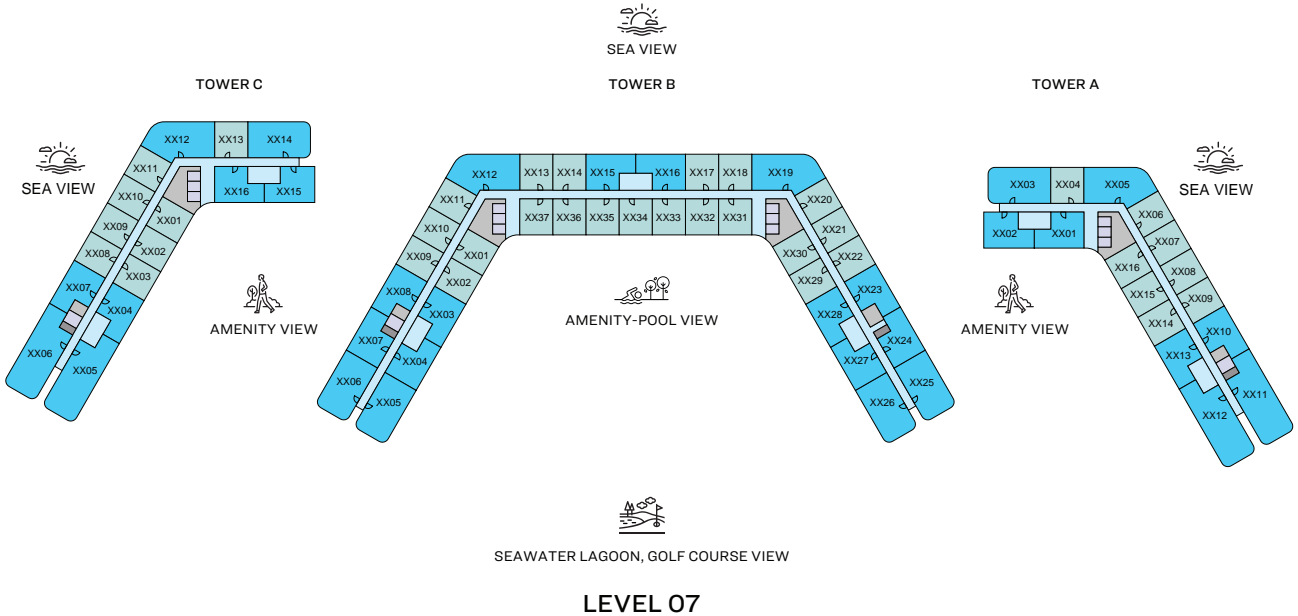 SEA VIEW
TOWER C
TOWER B
TOWER A
SEA VIEW
SEA VIEW
XX12
XX13
XX14
XX11
XX16
XX15
XX10
XX01
XX09
XX02
XX08
XX03
XX07
XX04
XX06
XX05
AMENITY VIEW
XX12
XX13
XX14
XX15
XX16
XX17
XX18
XX19
XX11
XX37
XX36
XX35
XX34
XX33
XX32
XX31
XX20
XX10
XX01
XX30
XX21
XX09
XX02
XX29
XX22
XX08
XX03
XX28
XX23
XX07
XX04
XX27
XX24
XX06
XX05
XX26
XX25
AMENITY-POOL VIEW
XX03
XX04
XX05
XX02
XX01
XX06
XX07
XX16
XX08
XX15
XX09
XX14
XX10
XX13
XX11
XX12
AMENITY VIEW
SEAWATER LAGOON, GOLF COURSE VIEW
LEVEL 07